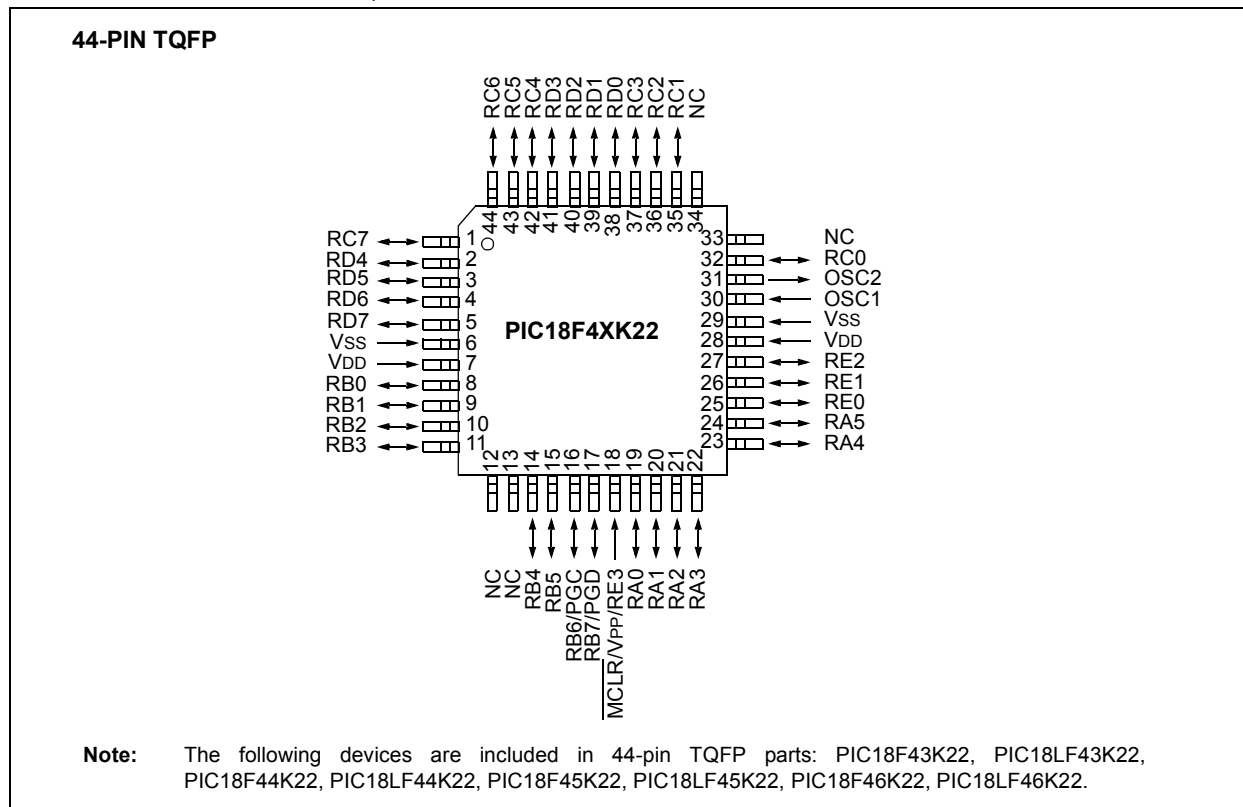 44-PIN TQFP
RC6
RC5
RC4
RD3
RD2
RD1
RD0
RC3
RC2
RC1
NC
44
43
42
41
40
39
38
37
36
35
34
RC7 1
RD4 2
RD5 3
RD6 4
RD7 5
VSS 6
VDD 7
RB0 8
RB1 9
RB2 10
RB3 11
PIC18F4XK22
33 NC
32 RC0
31 OSC2
30 OSC1
29 VSS
28 VDD
27 RE2
26 RE1
25 RE0
24 RA5
23 RA4
12
13
14
15
16
17
18
19
20
21
22
NC
NC
RB4
RB5
RB6/PGC
RB7/PGD
MCLR/VPP/RE3
RA0
RA1
RA2
RA3
Note: The following devices are included in 44-pin TQFP parts: PIC18F43K22, PIC18LF43K22,
PIC18F44K22, PIC18LF44K22, PIC18F45K22, PIC18LF45K22, PIC18F46K22, PIC18LF46K22.